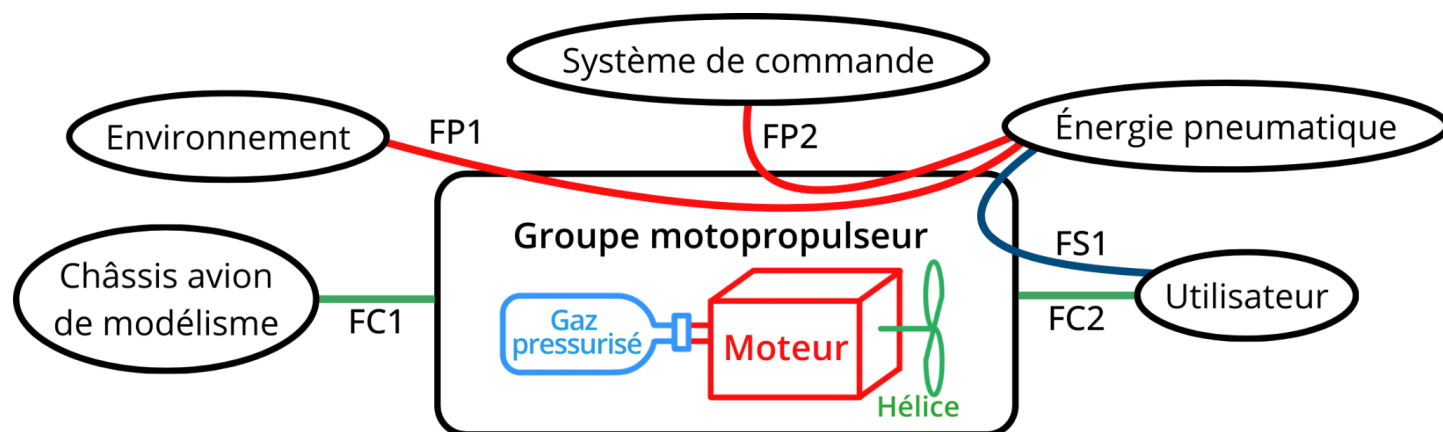 Système de commande
Environnement
FP1
FP2
Énergie pneumatique
Groupe motopropulseur
FS1
Châssis avion
de modélisme
FC1
Gaz
pressurisé
Moteur
Hélice
FC2
Utilisateur